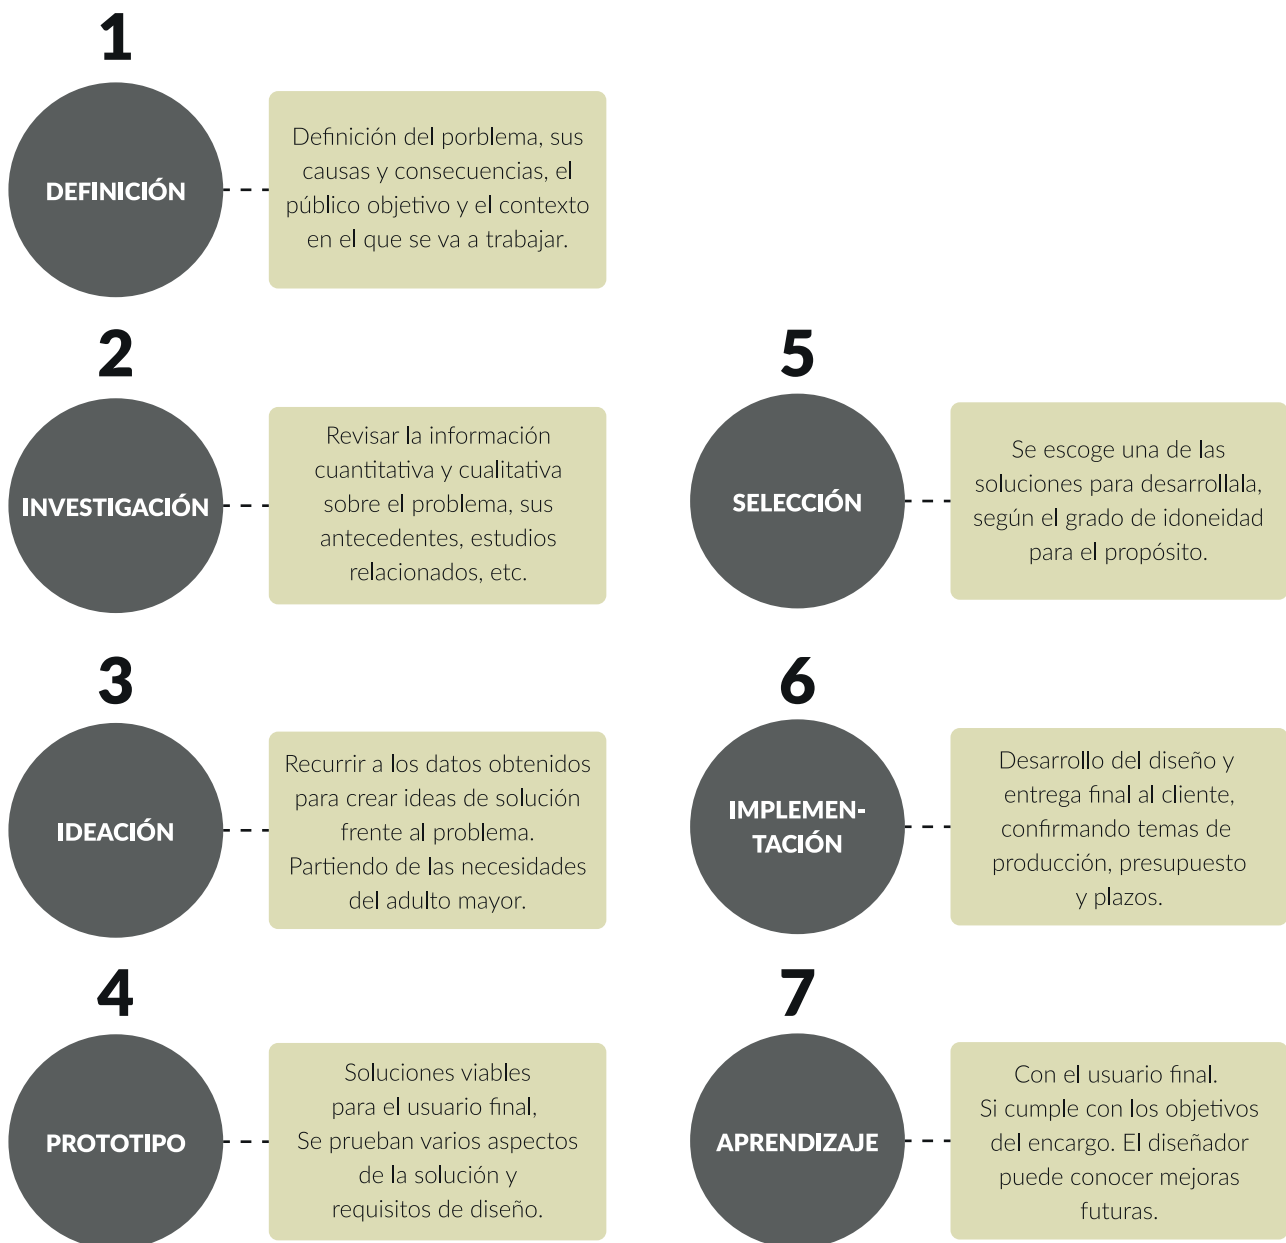 1
DEFINICIÓN
Definición del porblema, sus
causas y consecuencias, el
público objetivo y el contexto
en el que se va a trabajar.
2
INVESTIGACIÓN
Revisar la información
cuantitativa y cualitativa
sobre el problema, sus
antecedentes, estudios
relacionados, etc.
3
IDEACIÓN
Recurrir a los datos obtenidos
para crear ideas de solución
frente al problema.
Partiendo de las necesidades
del adulto mayor.
4
PROTOTIPO
Soluciones viables
para el usuario final,
Se prueban varios aspectos
de la solución y
requisitos de diseño.
5
SELECCIÓN
Se escoge una de las
soluciones para desarrollala,
según el grado de idoneidad
para el propósito.
6
IMPLEMEN-
TACIÓN
Desarrollo del diseño y
entrega final al cliente,
confirmando temas de
producción, presupuesto
y plazos.
7
APRENDIZAJE
Con el usuario final.
Si cumple con los objetivos
del encargo. El diseñador
puede conocer mejoras
futuras.